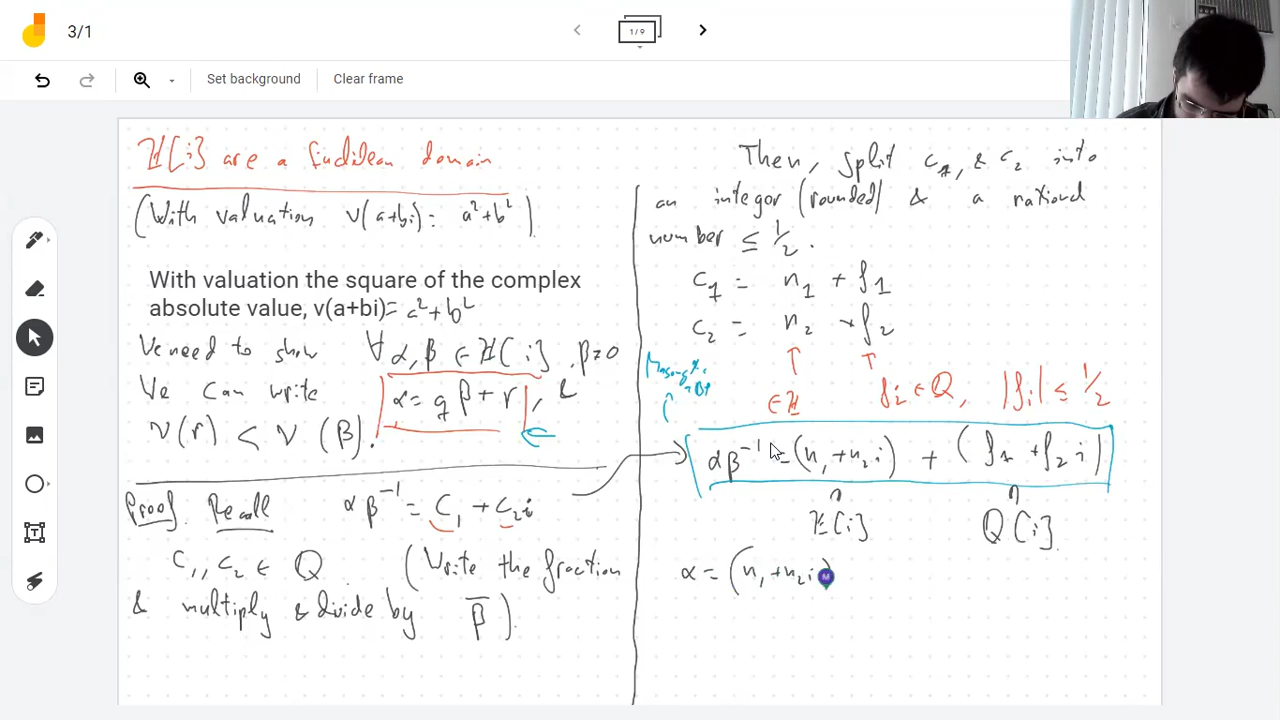 3/1
1/9
Set background
Clear frame
ℤ[i] are a Euclidean domain
(With valuation v(a+bi) = a²+b²)
With valuation the square of the complex
absolute value, v(a+bi)= a²+b²
We need to show ∀ α, β ∈ ℤ[i], β≠0
We can write α = qβ + r, &
ν(r) < ν(β).
Proof. Recall αβ⁻¹ = C₁ + C₂i
C₁, C₂ ∈ ℚ (Write the fraction
& multiply & divide by β̄).
Then, split c₁, & c₂ into
an integer (rounded) & a rational
number ≤ 1/2.
c₁ = n₁ + f₁
c₂ = n₂ + f₂
↑ ↑
∈ ℤ fᵢ ∈ ℚ, |fᵢ| ≤ 1/2
αβ⁻¹ = (n₁+n₂i) + (f₁+f₂i)
ℤ[i] ℚ[i].
α = (n₁+n₂i)
M